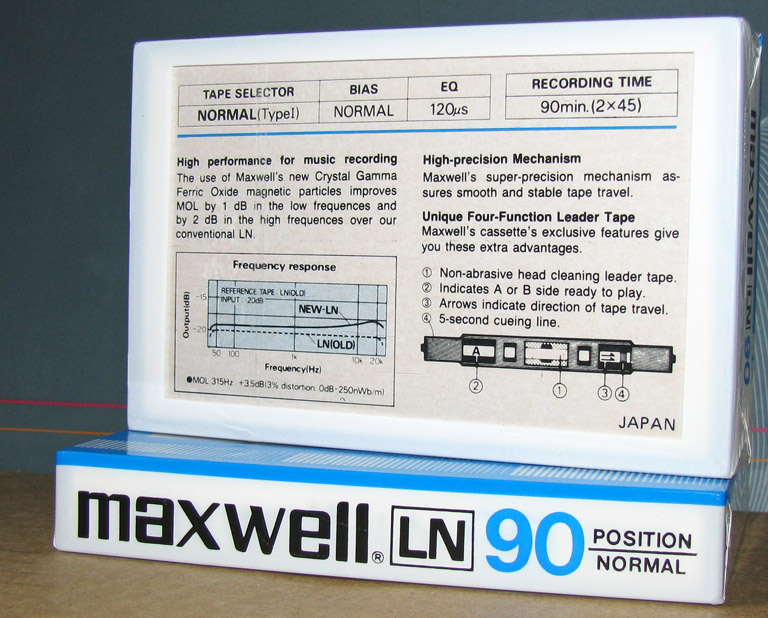 TAPE SELECTOR BIAS EQ RECORDING TIME
NORMAL(TypeI) NORMAL 120μs 90min.(2×45)
High performance for music recording
The use of Maxwell's new Crystal Gamma
Ferric Oxide magnetic particles improves
MOL by 1 dB in the low frequences and
by 2 dB in the high frequences over our
conventional LN.
Frequency response
REFERENCE TAPE : LN(OLD)
INPUT : -20dB
-15
NEW-LN
-20
LN(OLD)
Output(dB)
50 100 1k 10k 20k
Frequency(Hz)
●MOL 315Hz +3.5dB(3% distortion. 0dB=250nWb/m)
High-precision Mechanism
Maxwell's super-precision mechanism as-
sures smooth and stable tape travel.
Unique Four-Function Leader Tape
Maxwell's cassette's exclusive features give
you these extra advantages.
① Non-abrasive head cleaning leader tape.
② Indicates A or B side ready to play.
③ Arrows indicate direction of tape travel.
④ 5-second cueing line.
A
② ① ③ ④
JAPAN
maxwell LN 90
maxwell® LN 90 POSITION
NORMAL